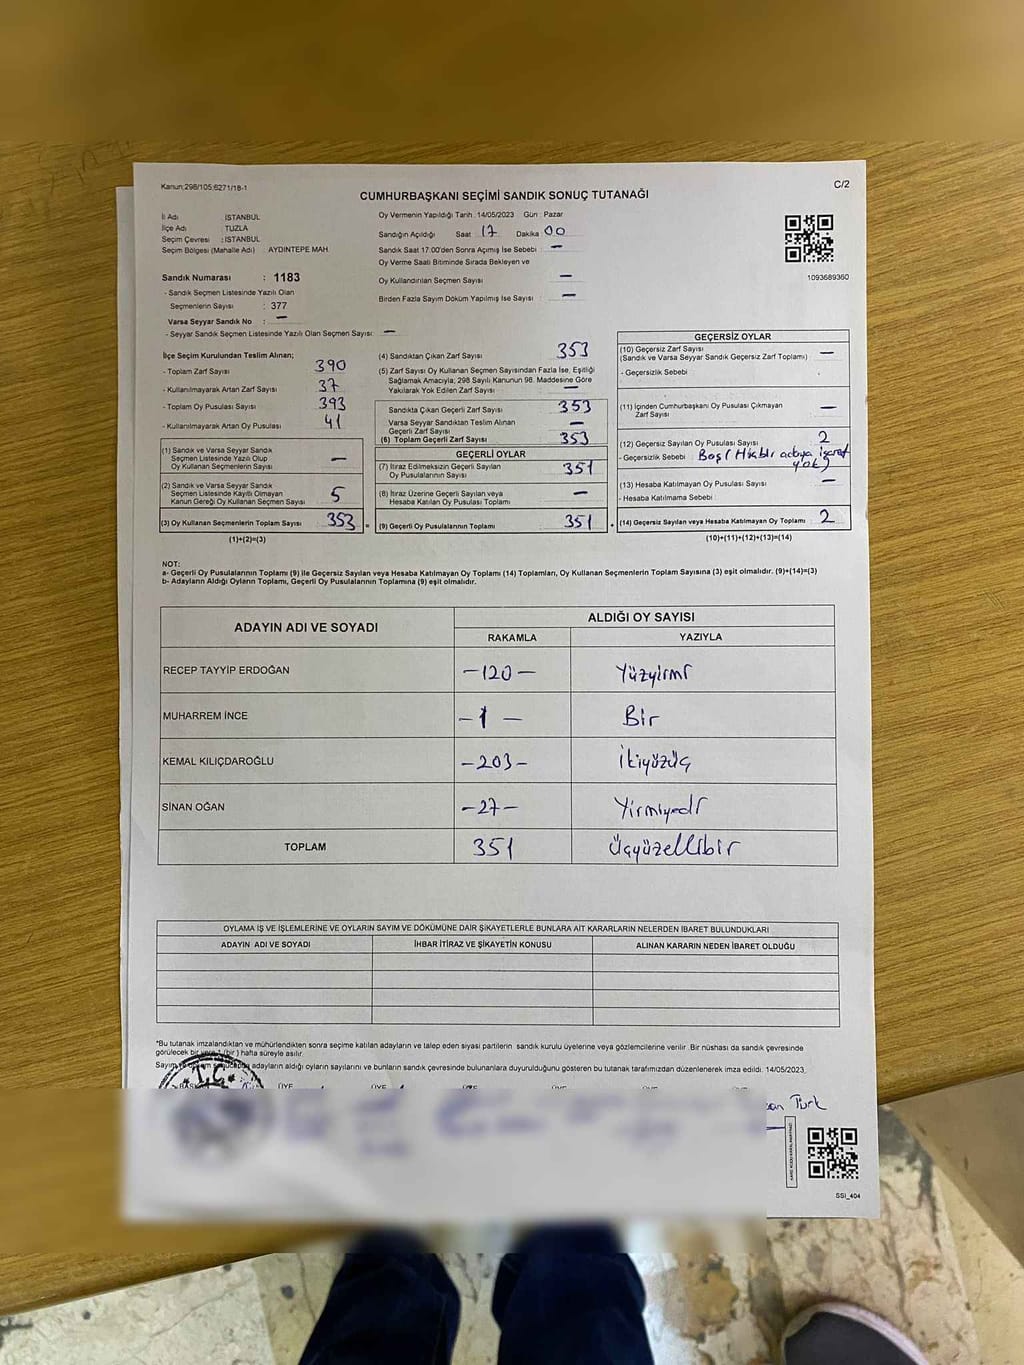 Kanun;298/105;6271/18-1
C/2
CUMHURBAŞKANI SEÇİMİ SANDIK SONUÇ TUTANAĞI
İl Adı : İSTANBUL
İlçe Adı : TUZLA
Seçim Çevresi : İSTANBUL
Seçim Bölgesi (Mahalle Adı) : AYDINTEPE MAH.
Oy Vermenin Yapıldığı Tarih : 14/05/2023 Gün : Pazar
Sandığın Açıldığı Saat 17 Dakika 00
Sandık Saat 17:00'den Sonra Açımış İse Sebebi : —
Oy Verme Saati Bitiminde Sırada Bekleyen ve
Oy Kullandırılan Seçmen Sayısı —
Birden Fazla Sayım Döküm Yapılmış İse Sayısı : —
1093689360
Sandık Numarası : 1183
- Sandık Seçmen Listesinde Yazılı Olan
Seçmenlerin Sayısı : 377
Varsa Seyyar Sandık No : —
- Seyyar Sandık Seçmen Listesinde Yazılı Olan Seçmen Sayısı: —
İlçe Seçim Kurulundan Teslim Alınan;
- Toplam Zarf Sayısı 390
- Kullanılmayarak Artan Zarf Sayısı 37
- Toplam Oy Pusulası Sayısı 393
- Kullanılmayarak Artan Oy Pusulası 41
(1) Sandık ve Varsa Seyyar Sandık
Seçmen Listesinde Yazılı Olup
Oy Kullanan Seçmenlerin Sayısı —
(2) Sandık ve Varsa Seyyar Sandık
Seçmen Listesinde Kayıtlı Olmayan
Kanun Gereği Oy Kullanan Seçmen Sayısı 5
(3) Oy Kullanan Seçmenlerin Toplam Sayısı 353 =
(1)+(2)=(3)
(4) Sandıktan Çıkan Zarf Sayısı 353
(5) Zarf Sayısı Oy Kullanan Seçmen Sayısından Fazla İse, Eşitliği
Sağlamak Amacıyla, 298 Sayılı Kanunun 98. Maddesine Göre
Yakılarak Yok Edilen Zarf Sayısı —
Sandıkta Çıkan Geçerli Zarf Sayısı 353
Varsa Seyyar Sandıktan Teslim Alınan
Geçerli Zarf Sayısı —
(6) Toplam Geçerli Zarf Sayısı 353
GEÇERLİ OYLAR
(7) İtiraz Edilmeksizin Geçerli Sayılan
Oy Pusulalarının Sayısı 351
(8) İtiraz Üzerine Geçerli Sayılan veya
Hesaba Katılan Oy Pusulası Toplamı —
(9) Geçerli Oy Pusulalarının Toplamı 351 +
GEÇERSİZ OYLAR
(10) Geçersiz Zarf Sayısı
(Sandık ve Varsa Seyyar Sandık Geçersiz Zarf Toplamı) —
- Geçersizlik Sebebi :
(11) İçinden Cumhurbaşkanı Oy Pusulası Çıkmayan
Zarf Sayısı —
(12) Geçersiz Sayılan Oy Pusulası Sayısı 2
- Geçersizlik Sebebi : Boş( Hiçbir adaya işaret
yok)
(13) Hesaba Katılmayan Oy Pusulası Sayısı —
- Hesaba Katılmama Sebebi :
(14) Geçersiz Sayılan veya Hesaba Katılmayan Oy Toplamı 2
(10)+(11)+(12)+(13)=(14)
NOT:
a- Geçerli Oy Pusulalarının Toplamı (9) ile Geçersiz Sayılan veya Hesaba Katılmayan Oy Toplamı (14) Toplamları, Oy Kullanan Seçmenlerin Toplam Sayısına (3) eşit olmalıdır. (9)+(14)=(3)
b- Adayların Aldığı Oyların Toplamı, Geçerli Oy Pusulalarının Toplamına (9) eşit olmalıdır.
ADAYIN ADI VE SOYADI
ALDIĞI OY SAYISI
RAKAMLA YAZIYLA
RECEP TAYYİP ERDOĞAN —120— Yüzyirmi
MUHARREM İNCE —1— Bir
KEMAL KILIÇDAROĞLU —203— İkiyüzüç
SİNAN OĞAN —27— Yirmiyedi
TOPLAM 351 Üçyüzellibir
OYLAMA İŞ VE İŞLEMLERİNE VE OYLARIN SAYIM VE DÖKÜMÜNE DAİR ŞİKAYETLERLE BUNLARA AİT KARARLARIN NELERDEN İBARET BULUNDUKLARI
ADAYIN ADI VE SOYADI İHBAR İTİRAZ VE ŞİKAYETİN KONUSU ALINAN KARARIN NEDEN İBARET OLDUĞU
*Bu tutanak imzalandıktan ve mühürlendikten sonra seçime katılan adayların ve talep eden siyasi partilerin sandık kurulu üyelerine veya gözlemcilerine verilir. Bir nüshası da sandık çevresinde
görülecek bir yere 1 (bir) hafta süreyle asılır.
adayların aldığı oyların sayılarını ve bunların sandık çevresinde bulunanlara duyurulduğunu gösteren bu tutanak tarafımızdan düzenlenerek imza edildi. 14/05/2023,
T.C.
ÜYE ÜYE
Türk
SSİ_404